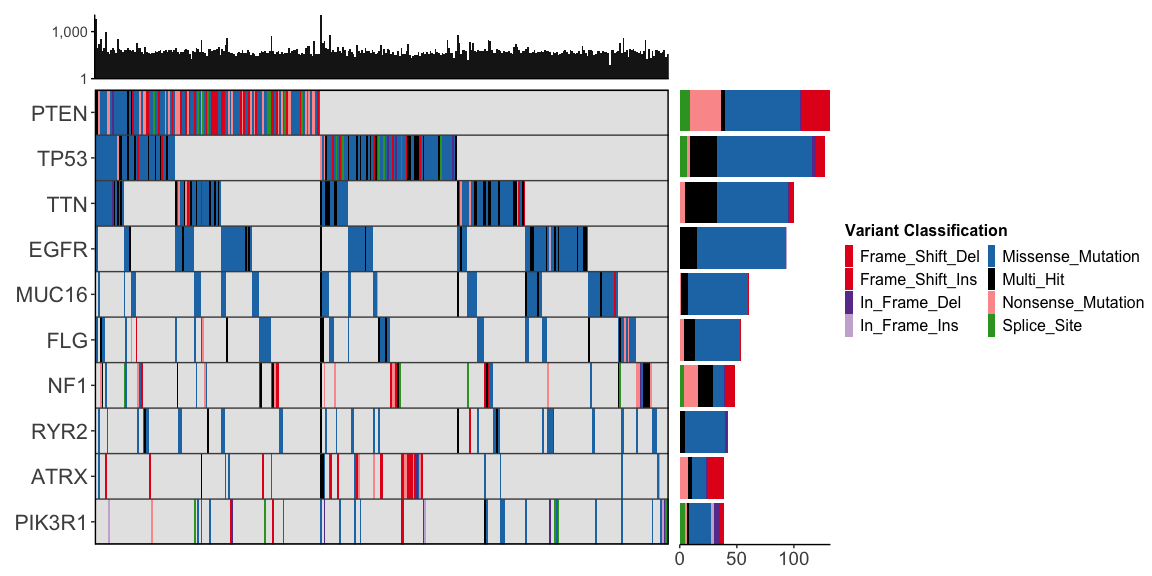 1,000
1
PTEN
TP53
TTN
EGFR
MUC16
FLG
NF1
RYR2
ATRX
PIK3R1
0 50 100
Variant Classification
Frame_Shift_Del Missense_Mutation
Frame_Shift_Ins Multi_Hit
In_Frame_Del Nonsense_Mutation
In_Frame_Ins Splice_Site